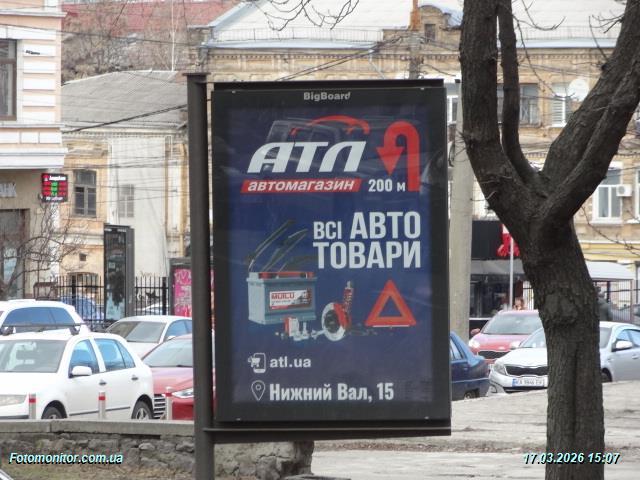 BigBoard
АТЛ
автомагазин
200 м
ВСІ АВТО
ТОВАРИ
atl.ua
Нижний Вал, 15
Fotomonitor.com.ua
17.03.2026 15:07